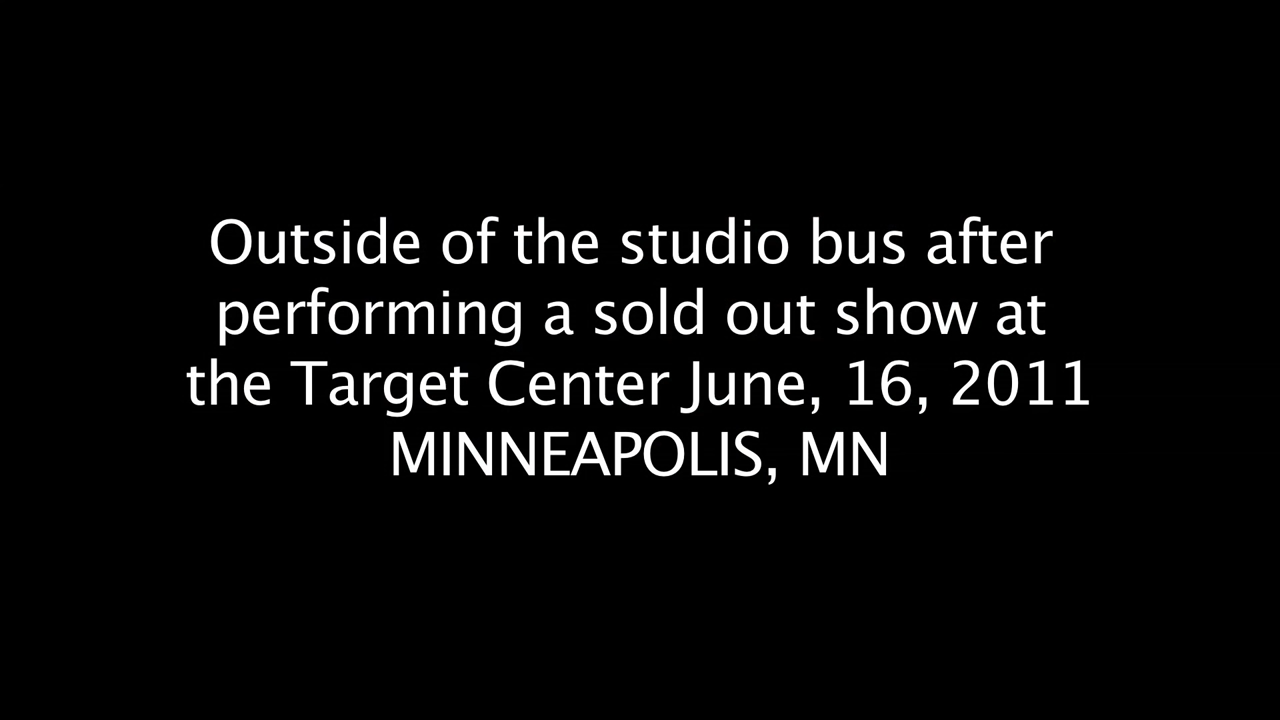 Outside of the studio bus after
performing a sold out show at
the Target Center June, 16, 2011
MINNEAPOLIS, MN